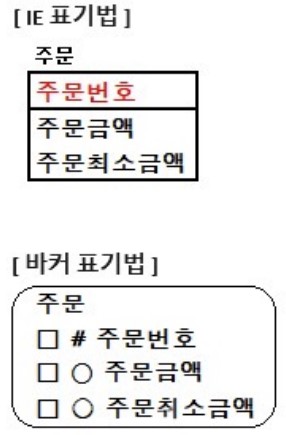 [ IE 표기법 ]
주문
주문번호
주문금액
주문최소금액
[ 바커 표기법 ]
주문
□ # 주문번호
□ ○ 주문금액
□ ○ 주문취소금액